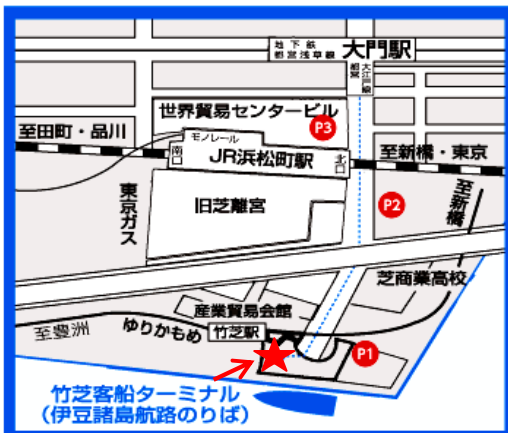 地下鉄
都営浅草線
大門駅
都営
大江戸線
世界貿易センタービル
P3
至田町・品川
モノレール
南口
JR浜松町駅
北口
至新橋・東京
東京ガス
旧芝離宮
P2
至新橋
芝商業高校
産業貿易会館
至豊洲
ゆりかもめ
竹芝駅
P1
竹芝客船ターミナル
（伊豆諸島航路のりば）